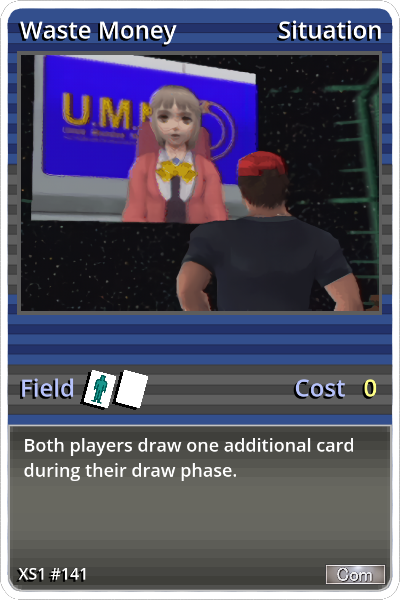 Waste Money Situation
U.M.N.
Field Cost 0
Both players draw one additional card
during their draw phase.
XS1 #141 Com